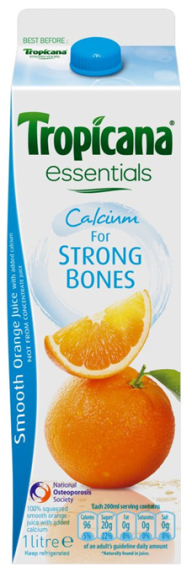 BEST BEFORE:
Tropicana
Tropicana®
essentials
Calcium
For
STRONG
BONES
Smooth Orange Juice with added calcium
NOT FROM CONCENTRATE JUICE
National
Osteoporosis
Society
100% squeezed
smooth orange
juice with added
calcium
1 litre e
Keep refrigerated
Each 200ml serving contains
Calories Sugar Fat Saturates Salt
96 20g 0g 0g 0g
5% 22% 0% 0% 0%
of an adult's guideline daily amount
*Naturally found in juice.